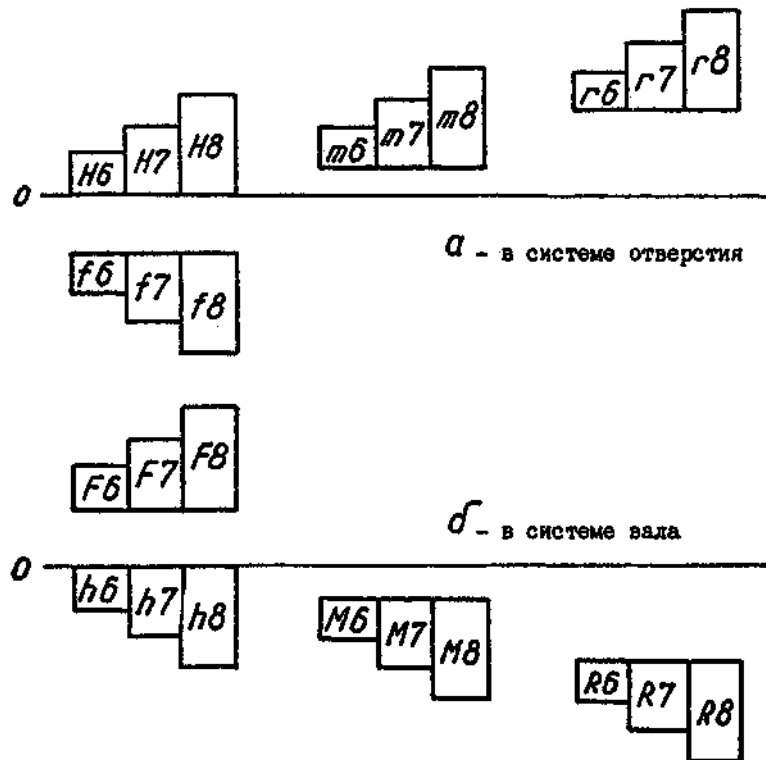 r6 r7 r8
m6 m7 m8
H6 H7 H8
0
а - в системе отверстия
f6 f7 f8
F6 F7 F8
б - в системе вала
0
h6 h7 h8
M6 M7 M8
R6 R7 R8